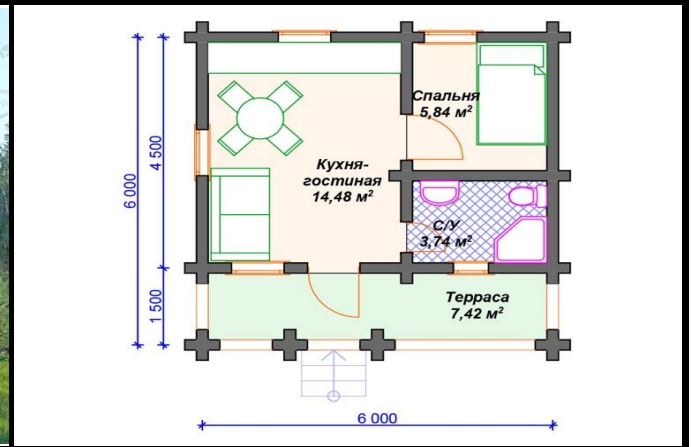 Спальня
5,84 м²
Кухня-
гостиная
14,48 м²
С/У
3,74 м²
Терраса
7,42 м²
6 000
4 500
1 500
6 000